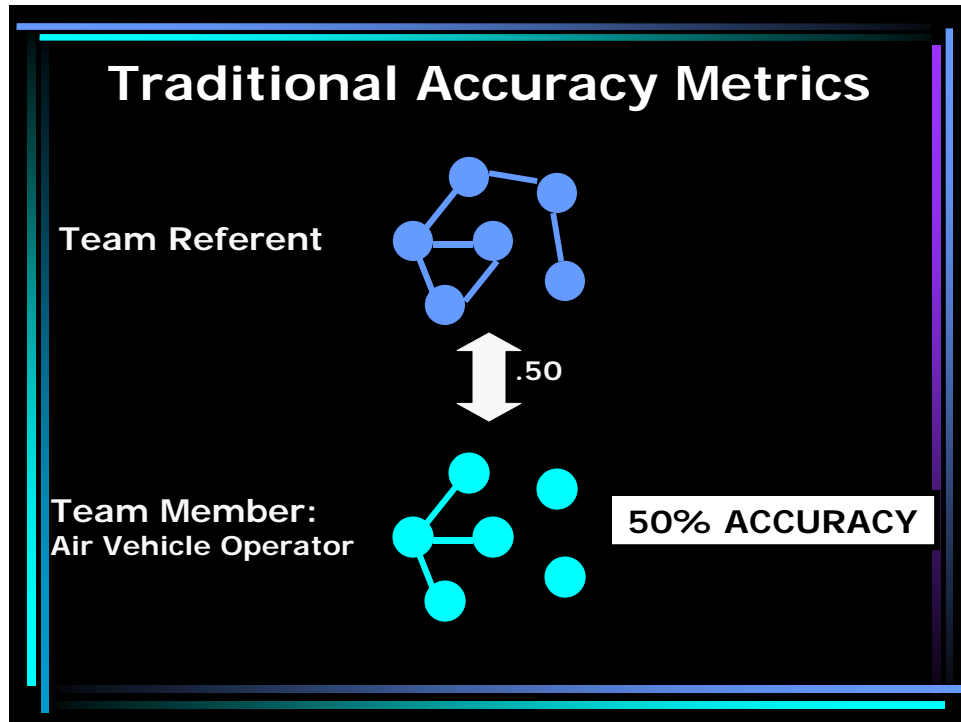 Traditional Accuracy Metrics
Team Referent
.50
Team Member:
Air Vehicle Operator
50% ACCURACY